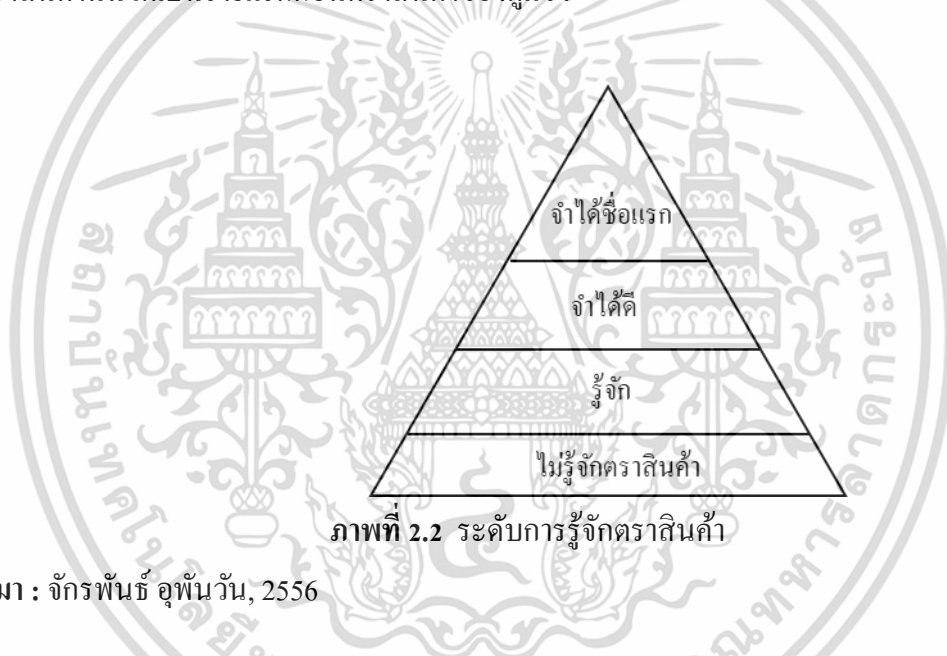 จำได้ชื่อแรก
จำได้ดี
รู้จัก
ไม่รู้จักตราสินค้า
ภาพที่ 2.2 ระดับการรู้จักตราสินค้า
มา : จักรพันธ์ อุพันวัน, 2556